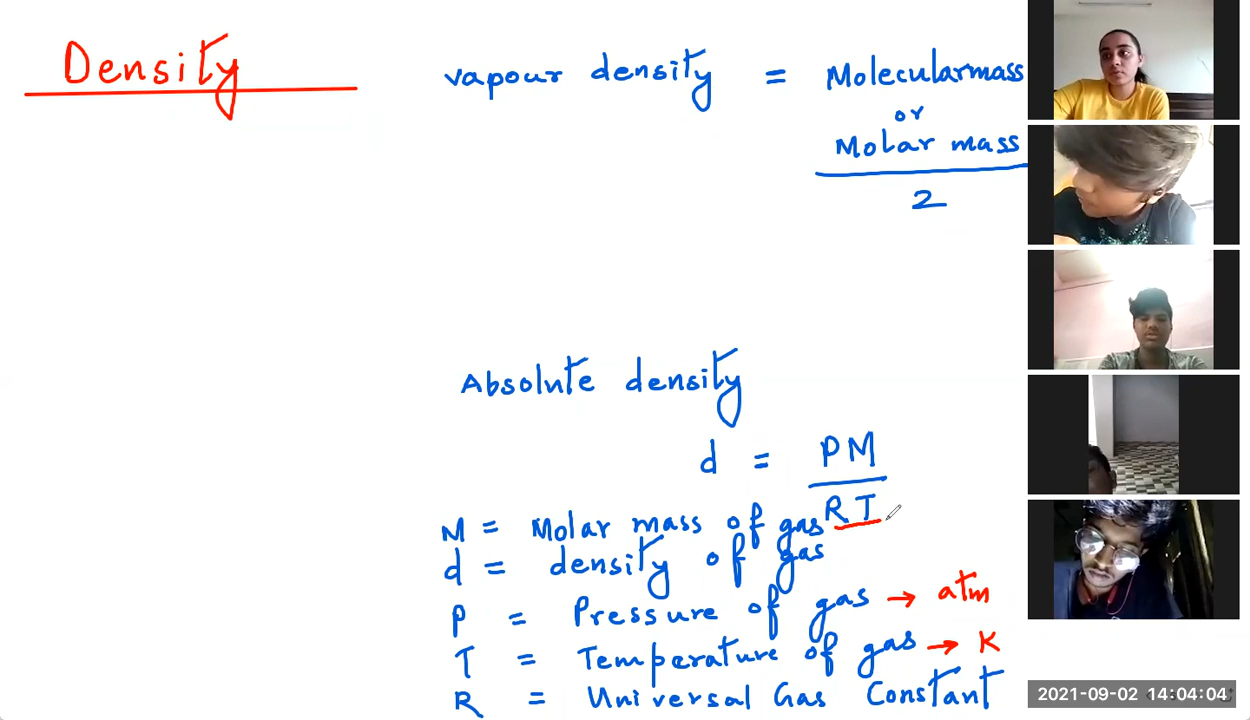 Density
vapour density = Molecularmass
or
Molar mass
2
Absolute density
d = PM
RT
M = Molar mass of gas
d = density of gas
P = Pressure of gas → atm
T = Temperature of gas → K
R = Universal Gas Constant
2021-09-02 14:04:04